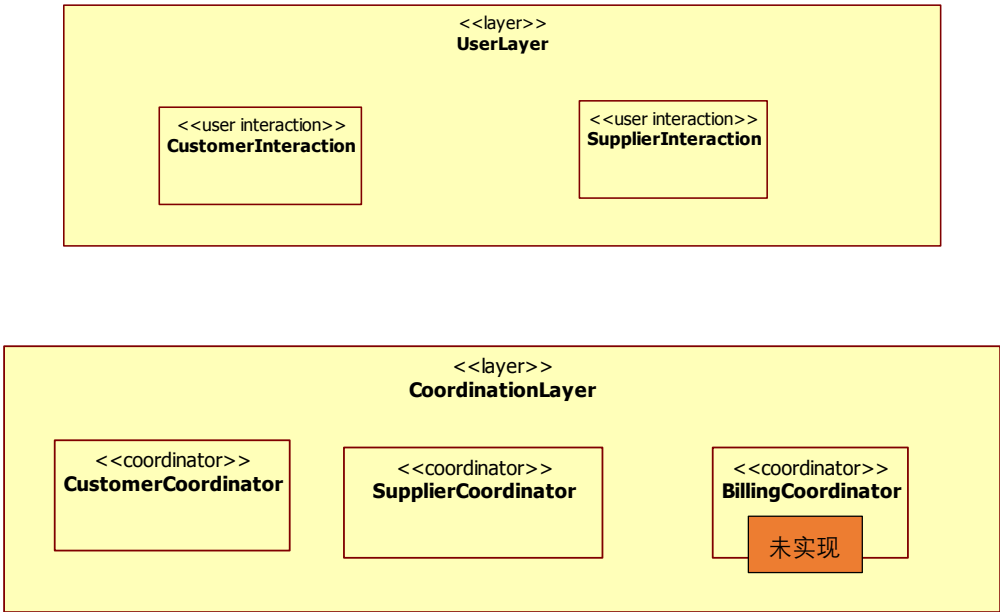 <<layer>>
UserLayer
<<user interaction>>
CustomerInteraction
<<user interaction>>
SupplierInteraction
<<layer>>
CoordinationLayer
<<coordinator>>
CustomerCoordinator
<<coordinator>>
SupplierCoordinator
<<coordinator>>
BillingCoordinator
未实现